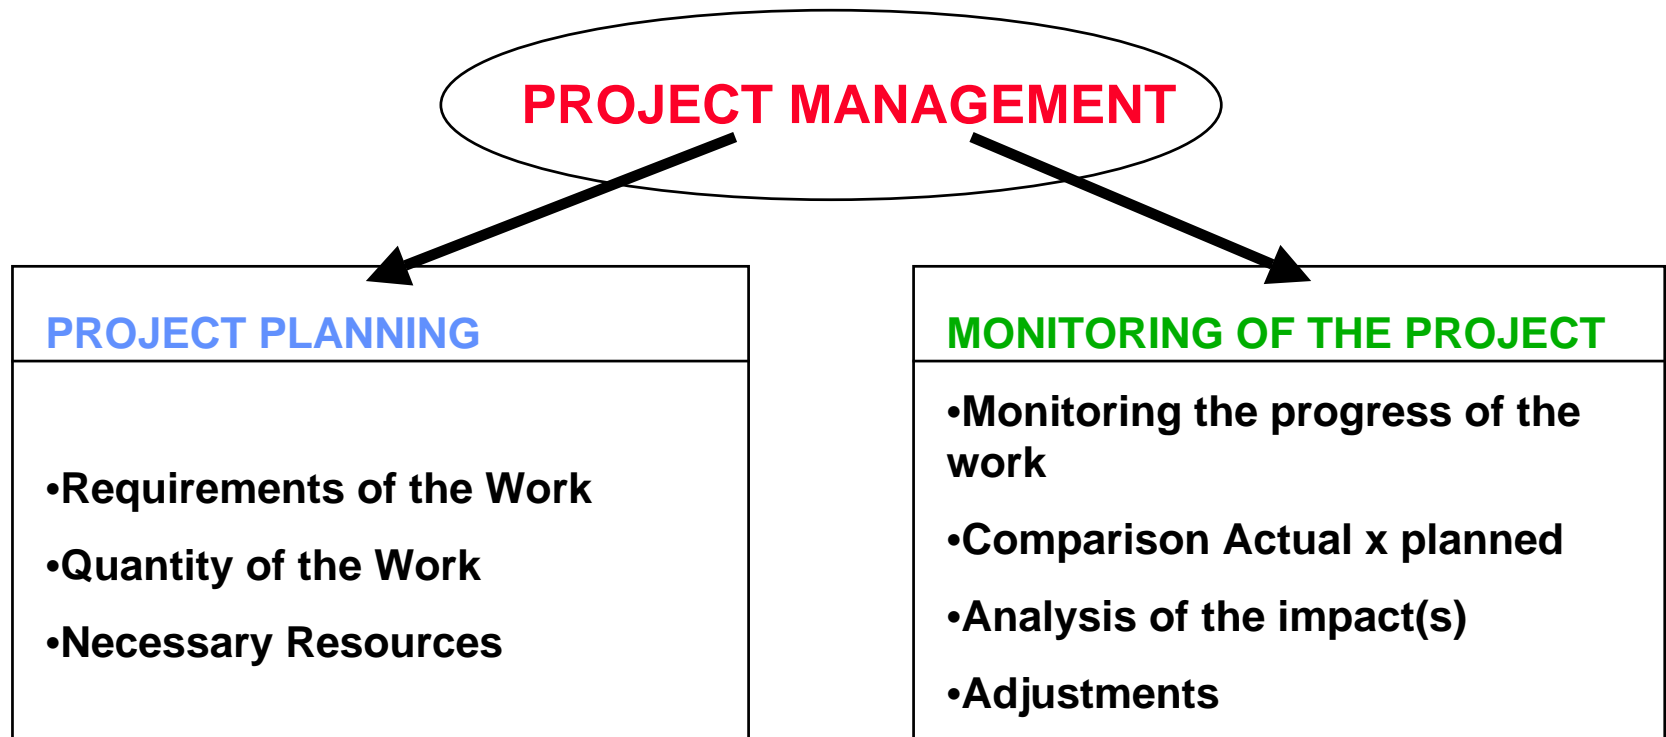 PROJECT MANAGEMENT
PROJECT PLANNING
•Requirements of the Work
•Quantity of the Work
•Necessary Resources
MONITORING OF THE PROJECT
•Monitoring the progress of the
work
•Comparison Actual x planned
•Analysis of the impact(s)
•Adjustments